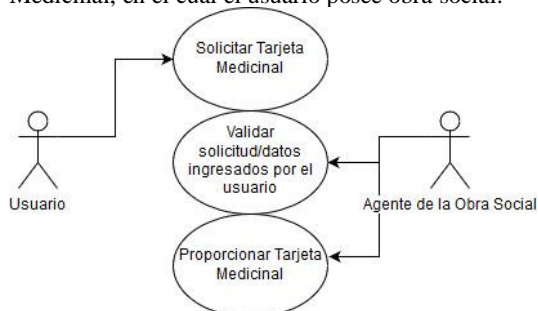 Medicinal, en el cual el usuario posee obra social.
Solicitar Tarjeta
Medicinal
Validar
solicitud/datos
ingresados por el
usuario
Usuario
Agente de la Obra Social
Proporcionar Tarjeta
Medicinal